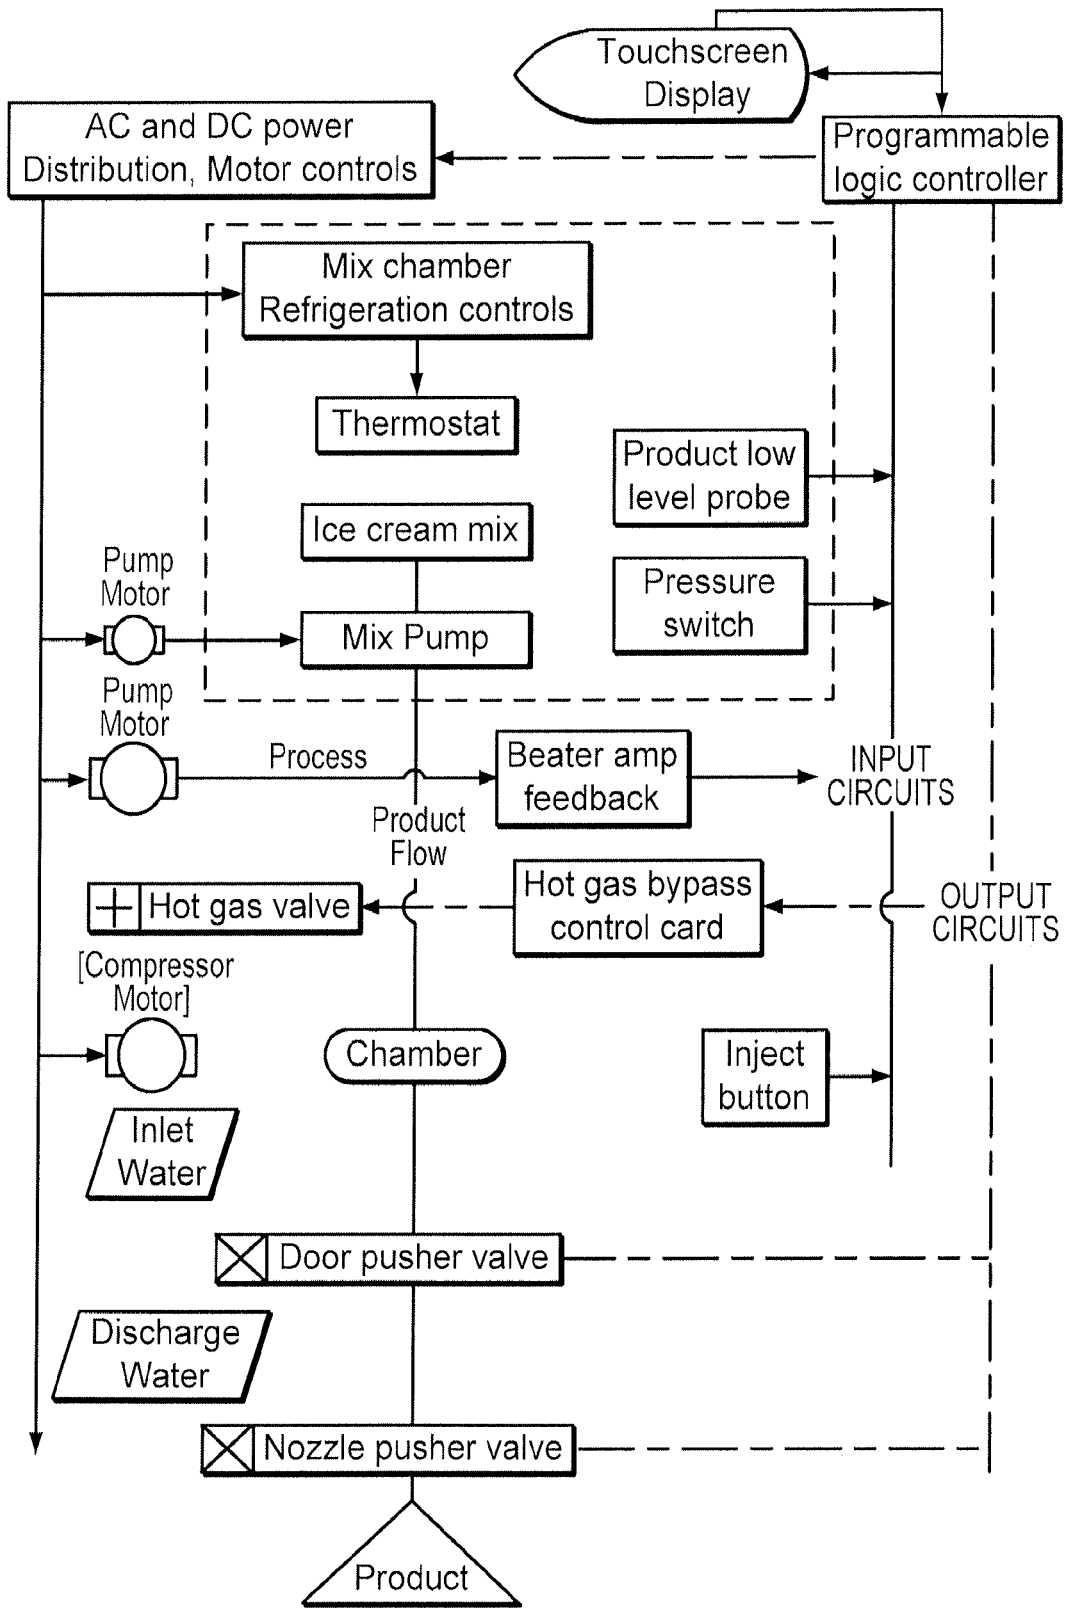 Touchscreen
Display
AC and DC power
Distribution, Motor controls
Programmable
logic controller
Mix chamber
Refrigeration controls
Thermostat
Product low
level probe
Ice cream mix
Pressure
switch
Pump
Motor
Mix Pump
Pump
Motor
Process
Beater amp
feedback
INPUT
CIRCUITS
Product
Flow
Hot gas valve
Hot gas bypass
control card
OUTPUT
CIRCUITS
[Compressor
Motor]
Chamber
Inject
button
Inlet
Water
Door pusher valve
Discharge
Water
Nozzle pusher valve
Product